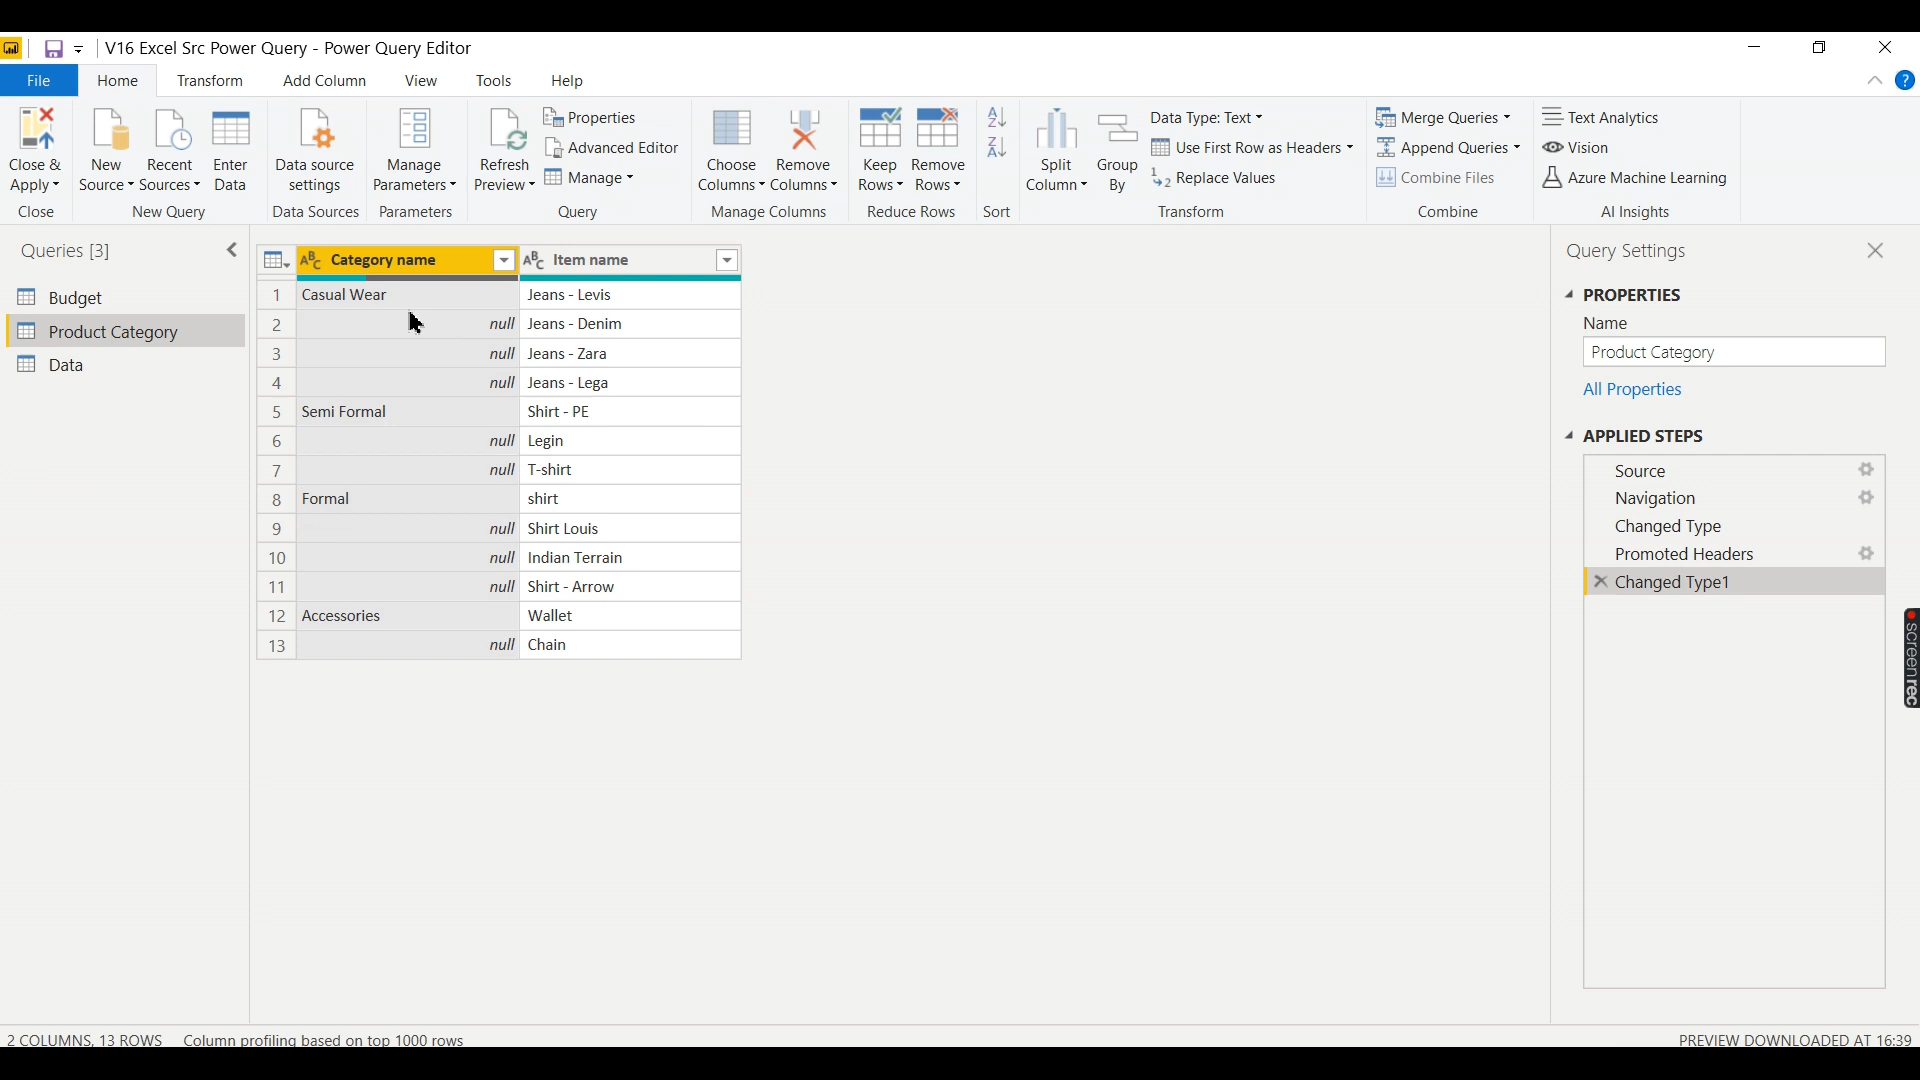 V16 Excel Src Power Query - Power Query Editor
File Home Transform Add Column View Tools Help
Close & Apply
Close
New Source
Recent Sources
Enter Data
New Query
Data source settings
Data Sources
Manage Parameters
Parameters
Refresh Preview
Properties
Advanced Editor
Manage
Query
Choose Columns
Remove Columns
Manage Columns
Keep Rows
Remove Rows
Reduce Rows
Sort
Split Column
Group By
Data Type: Text
Use First Row as Headers
Replace Values
Transform
Merge Queries
Append Queries
Combine Files
Combine
Text Analytics
Vision
Azure Machine Learning
AI Insights
Queries [3]
Budget
Product Category
Data
Category name Item name
1 Casual Wear Jeans - Levis
2 null Jeans - Denim
3 null Jeans - Zara
4 null Jeans - Lega
5 Semi Formal Shirt - PE
6 null Legin
7 null T-shirt
8 Formal shirt
9 null Shirt Louis
10 null Indian Terrain
11 null Shirt - Arrow
12 Accessories Wallet
13 null Chain
Query Settings
PROPERTIES
Name
Product Category
All Properties
APPLIED STEPS
Source
Navigation
Changed Type
Promoted Headers
Changed Type1
screenrec
2 COLUMNS, 13 ROWS Column profiling based on top 1000 rows
PREVIEW DOWNLOADED AT 16:39